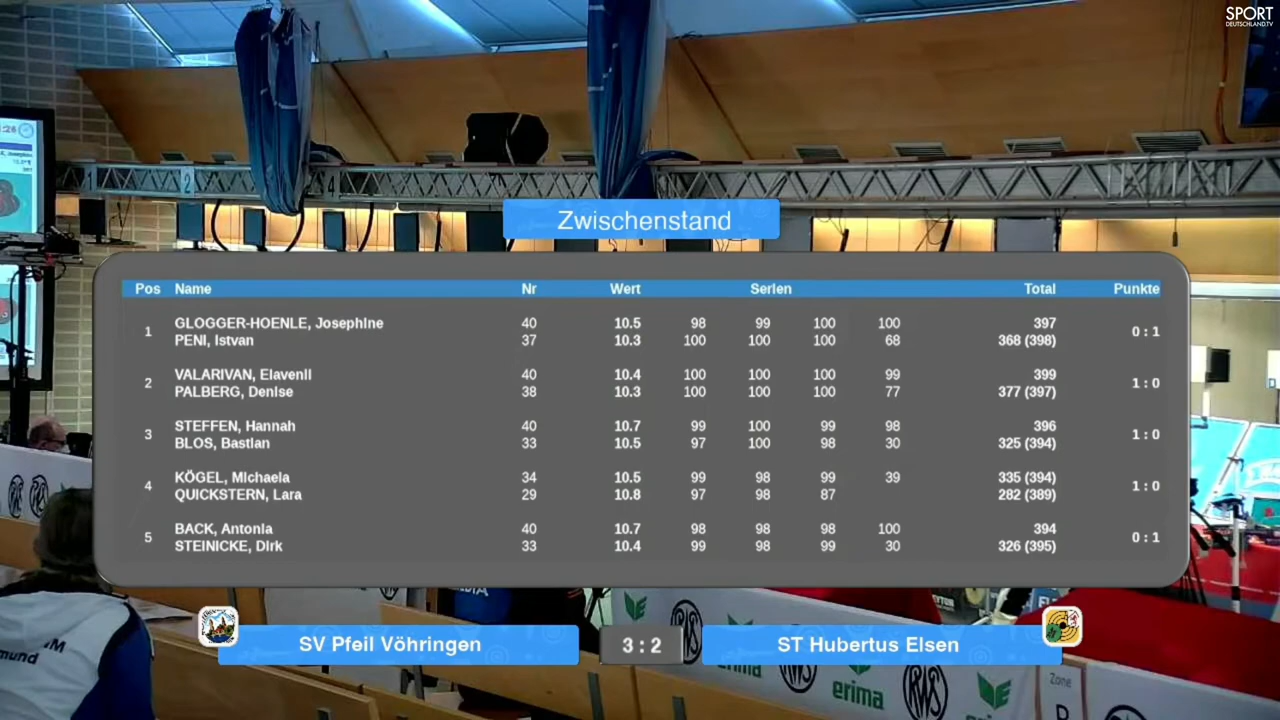 SPORT
DEUTSCHLAND.TV
Zwischenstand
Pos Name Nr Wert Serien Total Punkte
1 GLOGGER-HOENLE, Josephine 40 10.5 98 99 100 100 397 0 : 1
PENI, Istvan 37 10.3 100 100 100 68 368 (398)
2 VALARIVAN, Elavenil 40 10.4 100 100 100 99 399 1 : 0
PALBERG, Denise 38 10.3 100 100 100 77 377 (397)
3 STEFFEN, Hannah 40 10.7 99 100 99 98 396 1 : 0
BLOS, Bastian 33 10.5 97 100 98 30 325 (394)
4 KÖGEL, Michaela 34 10.5 99 98 99 39 335 (394) 1 : 0
QUICKSTERN, Lara 29 10.8 97 98 87 282 (389)
5 BACK, Antonia 40 10.7 98 98 98 100 394 0 : 1
STEINICKE, Dirk 33 10.4 99 98 99 30 326 (395)
SV Pfeil Vöhringen 3 : 2 ST Hubertus Elsen
RWS
erima
RWS
erima
RWS
Zone